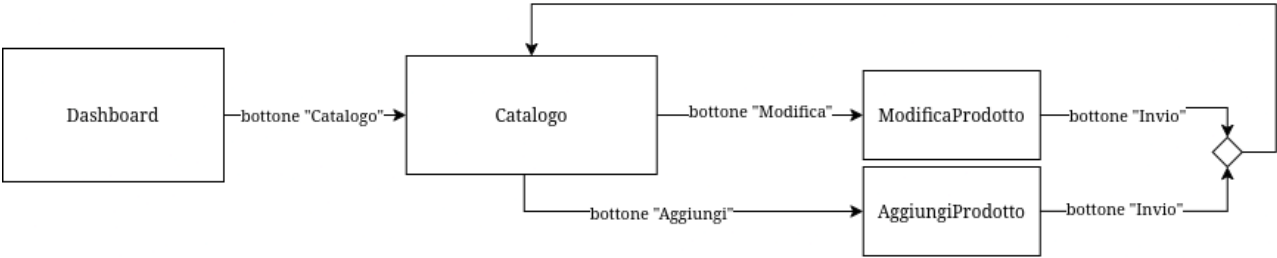 Dashboard
bottone "Catalogo"
Catalogo
bottone "Modifica"
ModificaProdotto
bottone "Invio"
bottone "Aggiungi"
AggiungiProdotto
bottone "Invio"